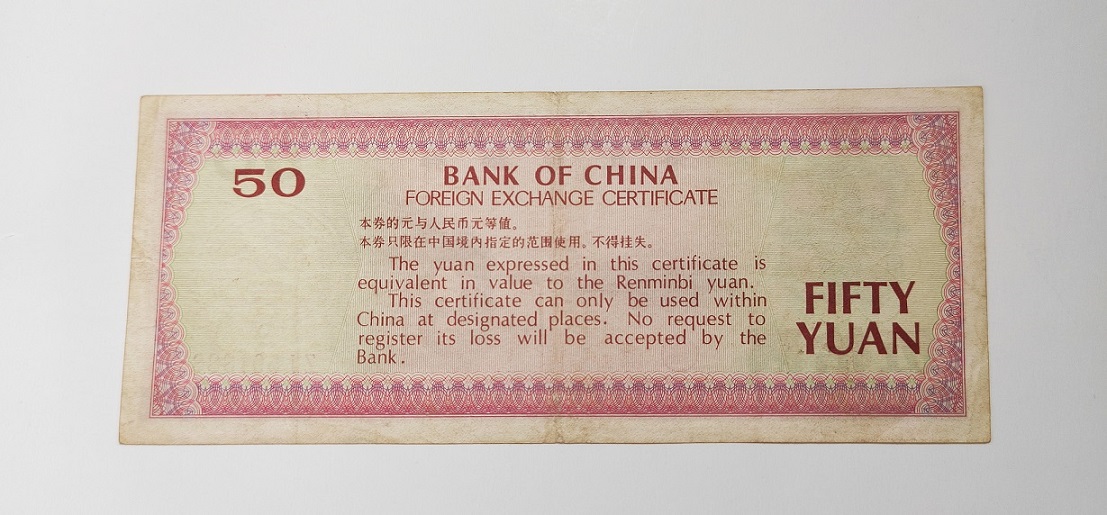 50
BANK OF CHINA
FOREIGN EXCHANGE CERTIFICATE
本券的元与人民币元等值。
本券只限在中国境内指定的范围使用。不得挂失。
The yuan expressed in this certificate is
equivalent in value to the Renminbi yuan.
This certificate can only be used within
China at designated places. No request to
register its loss will be accepted by the
Bank.
FIFTY
YUAN